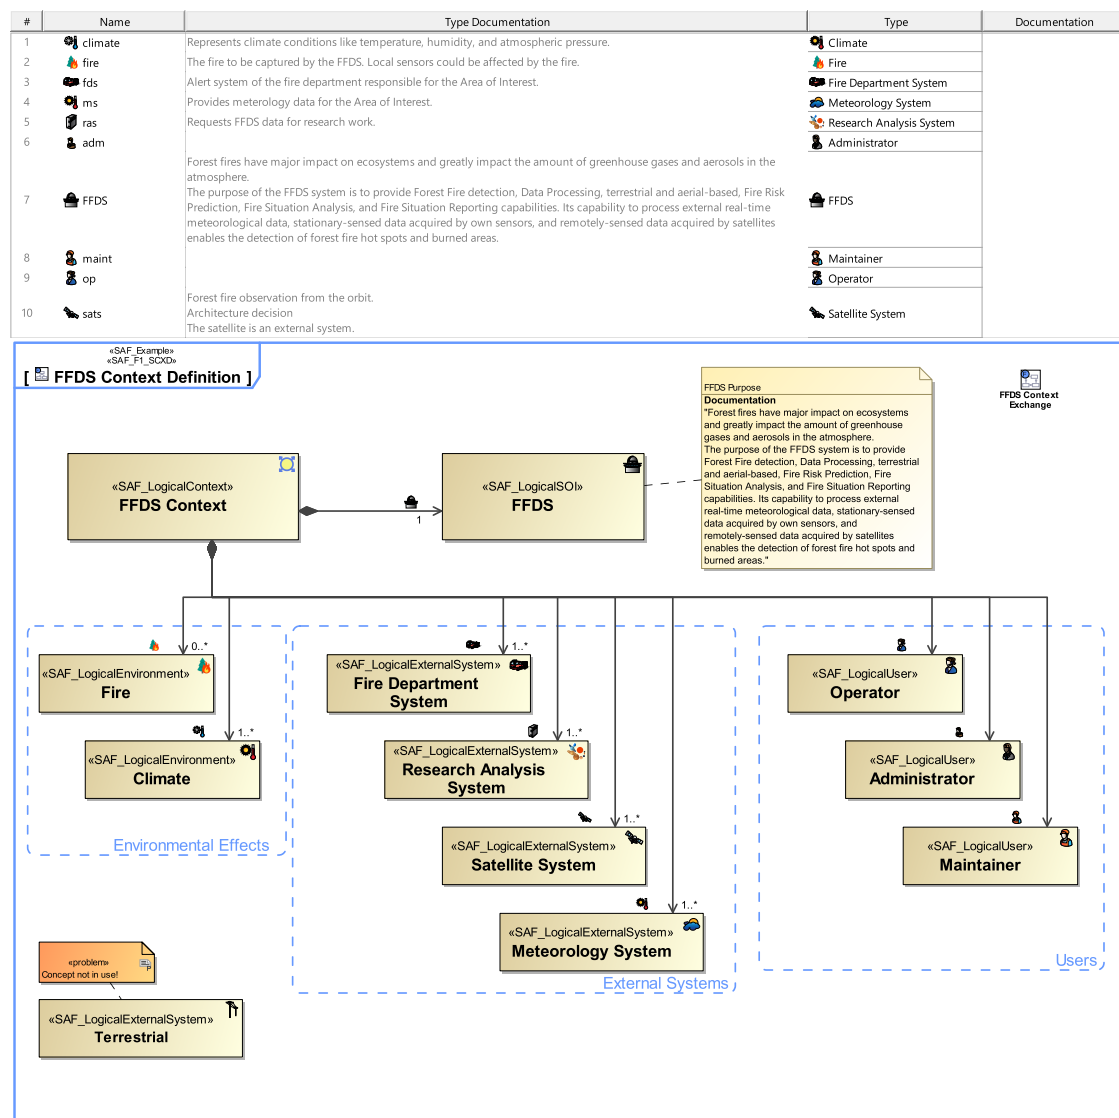 # Name Type Documentation Type Documentation
1 climate Represents climate conditions like temperature, humidity, and atmospheric pressure. Climate
2 fire The fire to be captured by the FFDS. Local sensors could be affected by the fire. Fire
3 fds Alert system of the fire department responsible for the Area of Interest. Fire Department System
4 ms Provides meterology data for the Area of Interest. Meteorology System
5 ras Requests FFDS data for research work. Research Analysis System
6 adm Administrator
Forest fires have major impact on ecosystems and greatly impact the amount of greenhouse gases and aerosols in the
atmosphere.
The purpose of the FFDS system is to provide Forest Fire detection, Data Processing, terrestrial and aerial-based, Fire Risk
7 FFDS Prediction, Fire Situation Analysis, and Fire Situation Reporting capabilities. Its capability to process external real-time FFDS
meteorological data, stationary-sensed data acquired by own sensors, and remotely-sensed data acquired by satellites
enables the detection of forest fire hot spots and burned areas.
8 maint Maintainer
9 op Operator
Forest fire observation from the orbit.
10 sats Architecture decision Satellite System
The satellite is an external system.
«SAF_Example»
«SAF_F1_SCXD»
[ FFDS Context Definition ]
FFDS Purpose
Documentation
"Forest fires have major impact on ecosystems
and greatly impact the amount of greenhouse
gases and aerosols in the atmosphere.
The purpose of the FFDS system is to provide
Forest Fire detection, Data Processing, terrestrial
and aerial-based, Fire Risk Prediction, Fire
Situation Analysis, and Fire Situation Reporting
capabilities. Its capability to process external
real-time meteorological data, stationary-sensed
data acquired by own sensors, and
remotely-sensed data acquired by satellites
enables the detection of forest fire hot spots and
burned areas."
FFDS Context
Exchange
«SAF_LogicalContext»
FFDS Context
1
«SAF_LogicalSOI»
FFDS
0..*
«SAF_LogicalEnvironment»
Fire
1..*
«SAF_LogicalEnvironment»
Climate
Environmental Effects
1..*
«SAF_LogicalExternalSystem»
Fire Department
System
1..*
«SAF_LogicalExternalSystem»
Research Analysis
System
1..*
«SAF_LogicalExternalSystem»
Satellite System
1..*
«SAF_LogicalExternalSystem»
Meteorology System
External Systems
«SAF_LogicalUser»
Operator
«SAF_LogicalUser»
Administrator
«SAF_LogicalUser»
Maintainer
Users
«problem»
Concept not in use!
«SAF_LogicalExternalSystem»
Terrestrial